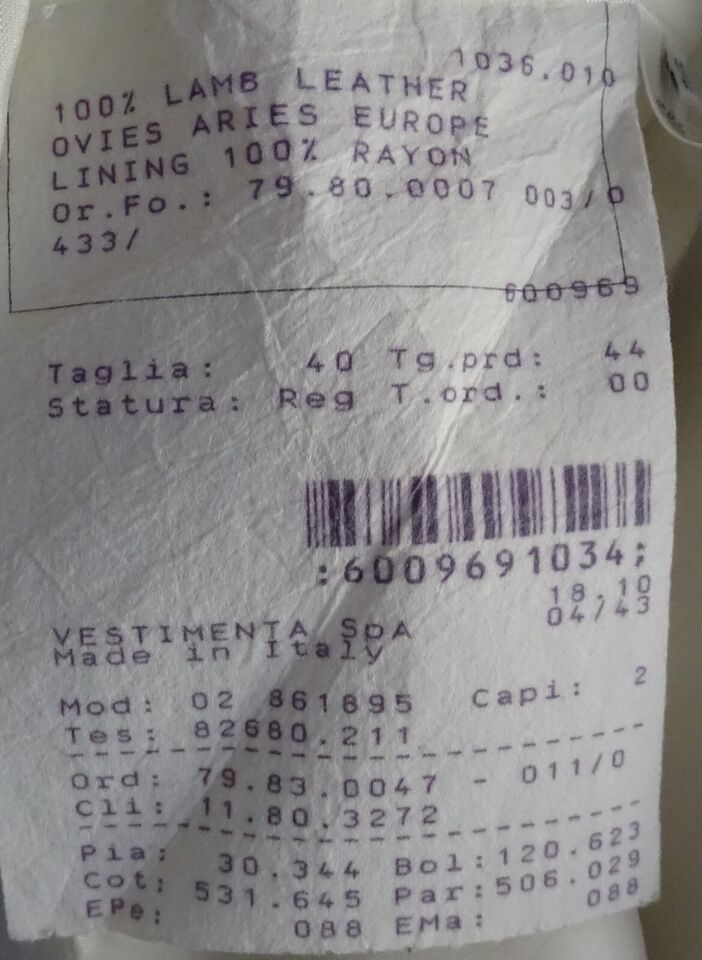 1036.010
100% LAMB LEATHER
OVIES ARIES EUROPE
LINING 100% RAYON
Or.Fo.: 79.80.0007 003/0
433/
600969
Taglia: 40 Tg.prd: 44
Statura: Reg T.ord.: 00
:6009691034;
18.10
04/43
VESTIMENTA SpA
Made in Italy
Mod: 02 861895 Capi: 2
Tes: 82680.211
Ord: 79.83.0047 - 011/0
Cli: 11.80.3272
Pia: 30.344 Bol:120.623
Cot: 531.645 Par:506.029
EPe: 088 EMa: 088